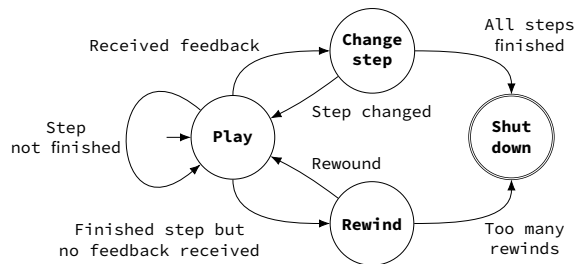 Received feedback
Change
step
All steps
finished
Step
not finished
Play
Step changed
Shut
down
Rewound
Finished step but
no feedback received
Rewind
Too many
rewinds